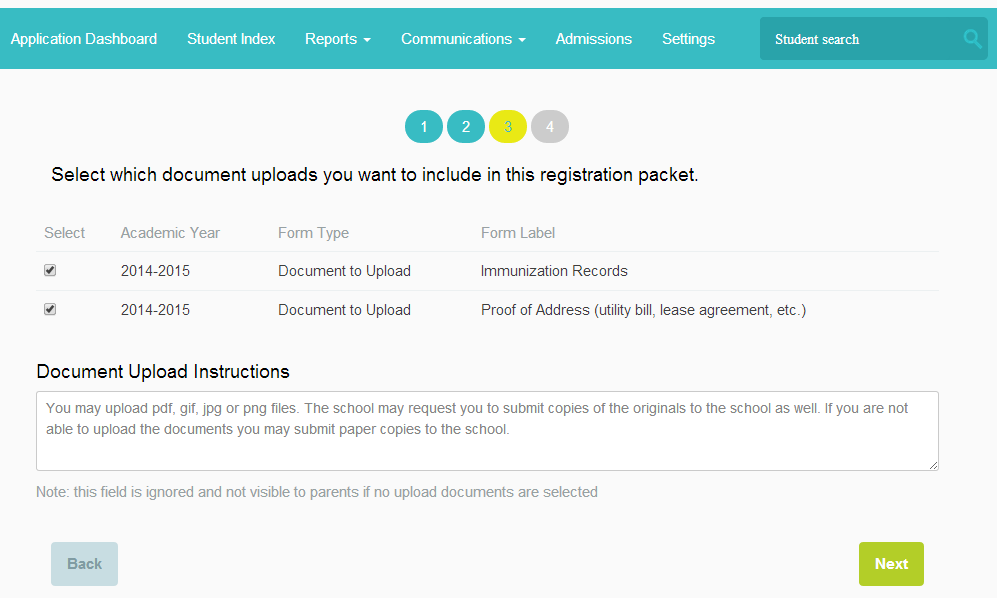 Application Dashboard Student Index Reports Communications Admissions Settings Student search
1 2 3 4
Select which document uploads you want to include in this registration packet.
Select Academic Year Form Type Form Label
2014-2015 Document to Upload Immunization Records
2014-2015 Document to Upload Proof of Address (utility bill, lease agreement, etc.)
Document Upload Instructions
You may upload pdf, gif, jpg or png files. The school may request you to submit copies of the originals to the school as well. If you are not
able to upload the documents you may submit paper copies to the school.
Note: this field is ignored and not visible to parents if no upload documents are selected
Back Next